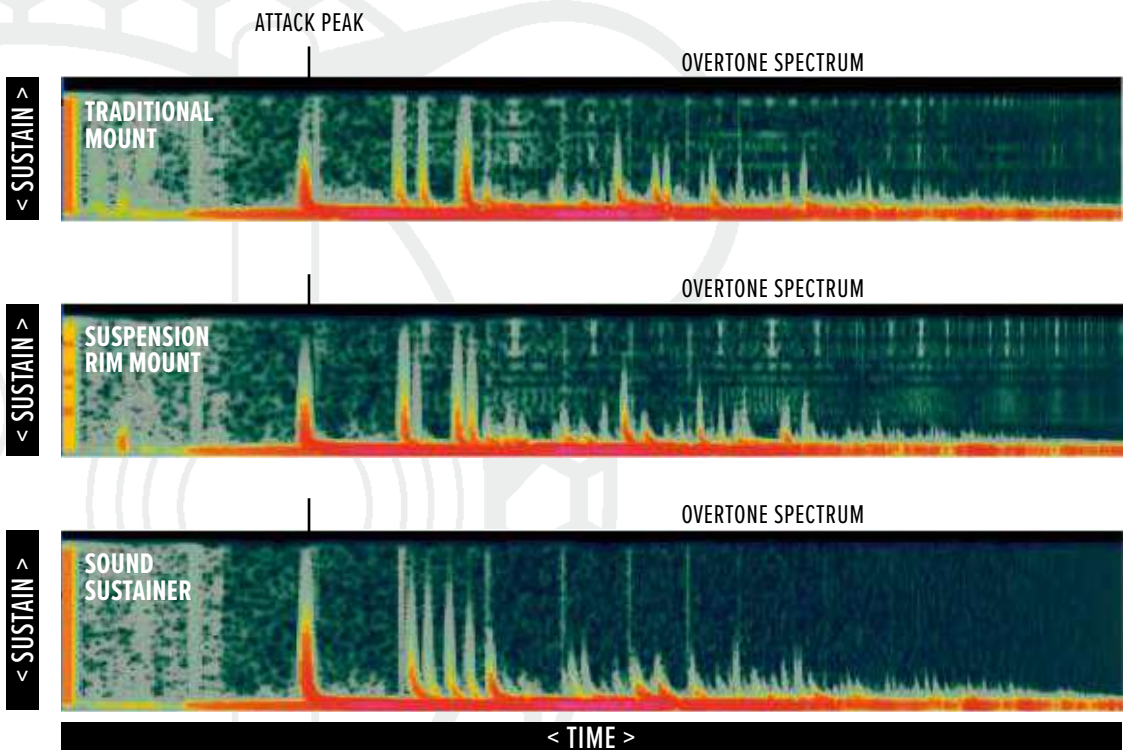 ATTACK PEAK
OVERTONE SPECTRUM
< SUSTAIN >
TRADITIONAL
MOUNT
OVERTONE SPECTRUM
< SUSTAIN >
SUSPENSION
RIM MOUNT
OVERTONE SPECTRUM
< SUSTAIN >
SOUND
SUSTAINER
< TIME >